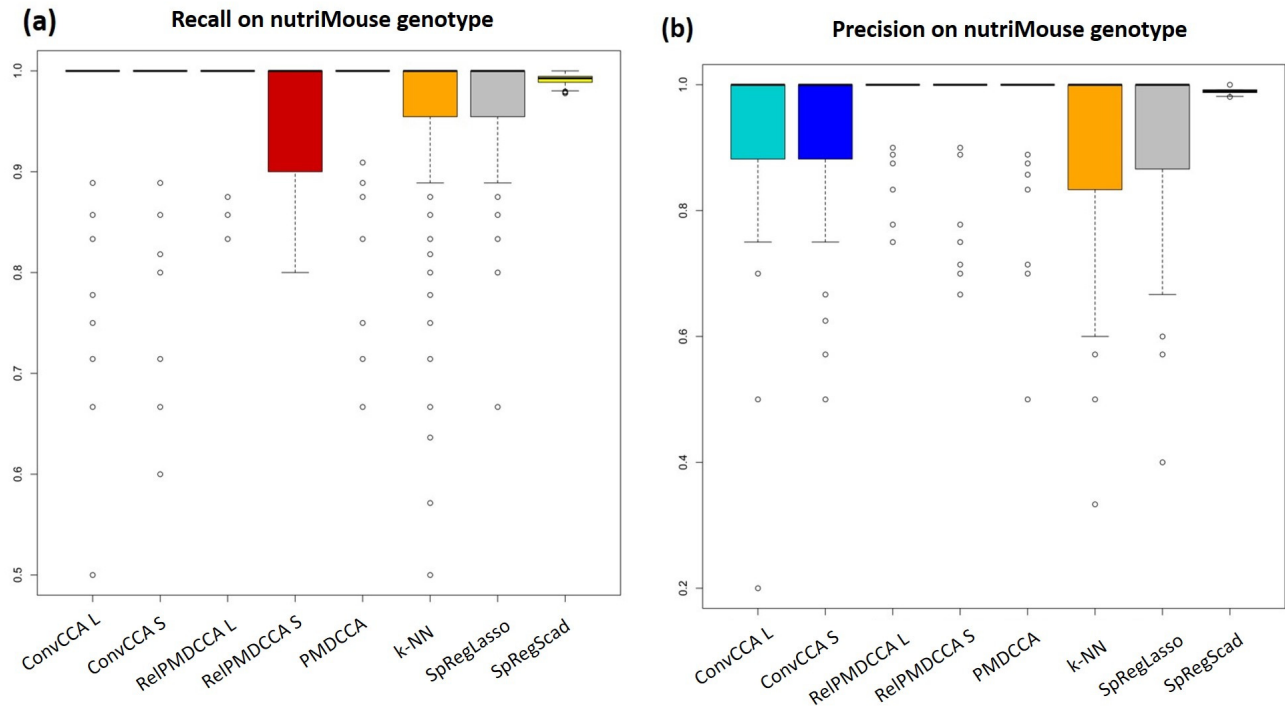 (a)
Recall on nutriMouse genotype
1.0
0.9
0.8
0.7
0.6
0.5
ConvCCA L
ConvCCA S
RelPMDCCA L
RelPMDCCA S
PMDCCA
k-NN
SpRegLasso
SpRegScad
(b)
Precision on nutriMouse genotype
1.0
0.8
0.6
0.4
0.2
ConvCCA L
ConvCCA S
RelPMDCCA L
RelPMDCCA S
PMDCCA
k-NN
SpRegLasso
SpRegScad